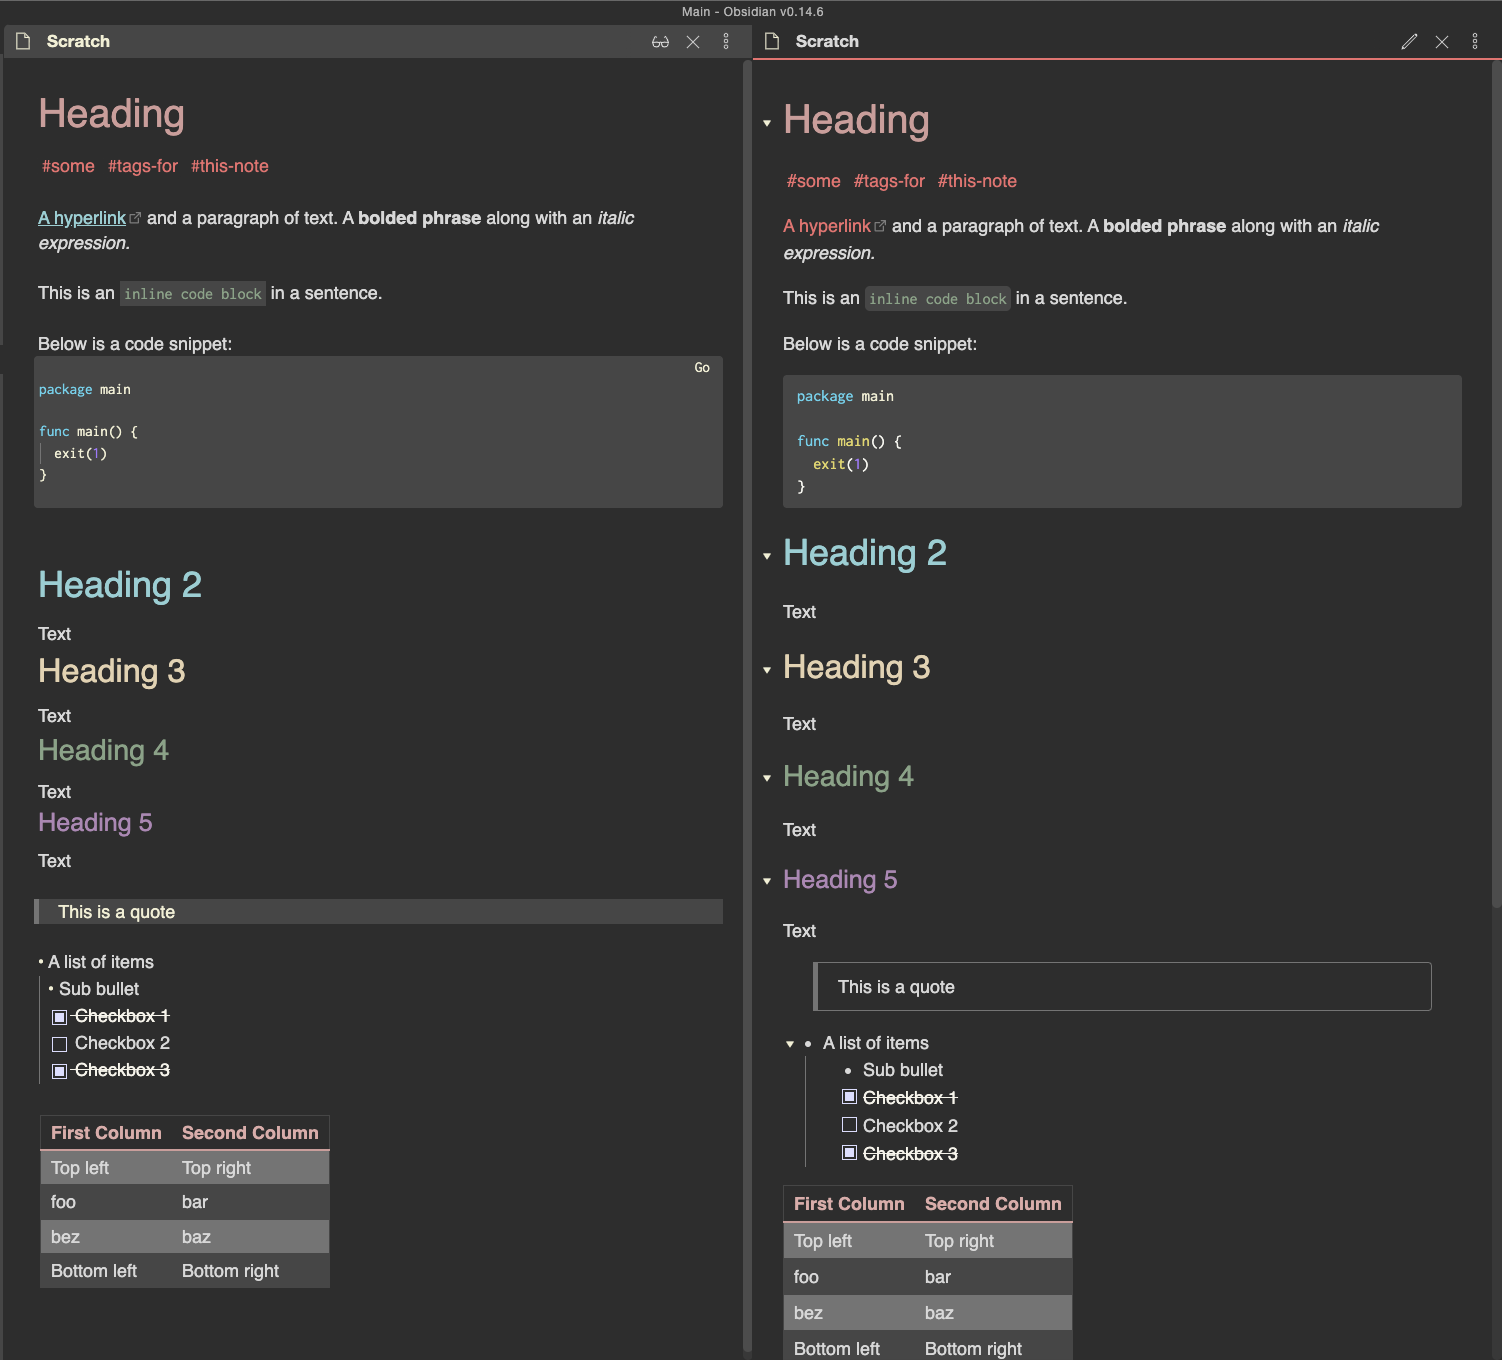 Main - Obsidian v0.14.6
Scratch
Heading
#some #tags-for #this-note
A hyperlink and a paragraph of text. A bolded phrase along with an italic
expression.
This is an inline code block in a sentence.
Below is a code snippet:
Go
package main
func main() {
exit(1)
}
Heading 2
Text
Heading 3
Text
Heading 4
Text
Heading 5
Text
This is a quote
• A list of items
• Sub bullet
Checkbox 1
Checkbox 2
Checkbox 3
First Column Second Column
Top left Top right
foo bar
bez baz
Bottom left Bottom right
Scratch
Heading
#some #tags-for #this-note
A hyperlink and a paragraph of text. A bolded phrase along with an italic
expression.
This is an inline code block in a sentence.
Below is a code snippet:
package main
func main() {
exit(1)
}
Heading 2
Text
Heading 3
Text
Heading 4
Text
Heading 5
Text
This is a quote
• A list of items
• Sub bullet
Checkbox 1
Checkbox 2
Checkbox 3
First Column Second Column
Top left Top right
foo bar
bez baz
Bottom left Bottom right